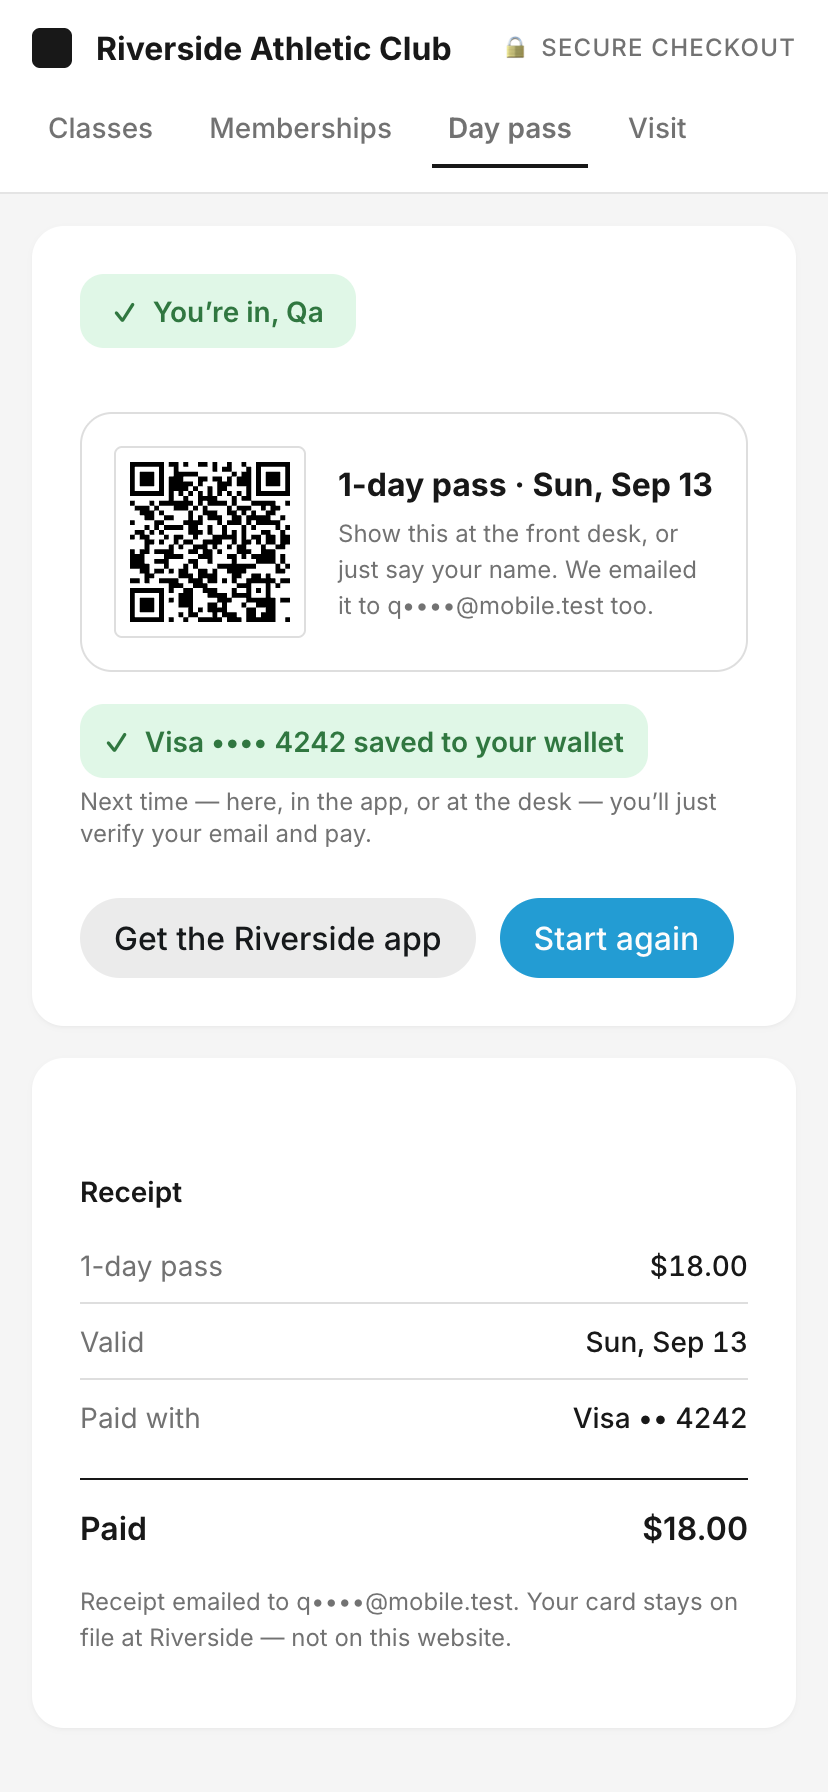 Riverside Athletic Club
🔒 SECURE CHECKOUT
Classes Memberships Day pass Visit
✓ You’re in, Qa
1-day pass · Sun, Sep 13
Show this at the front desk, or
just say your name. We emailed
it to q••••@mobile.test too.
✓ Visa •••• 4242 saved to your wallet
Next time — here, in the app, or at the desk — you’ll just
verify your email and pay.
Get the Riverside app
Start again
Receipt
1-day pass $18.00
Valid Sun, Sep 13
Paid with Visa •• 4242
Paid $18.00
Receipt emailed to q••••@mobile.test. Your card stays on
file at Riverside — not on this website.